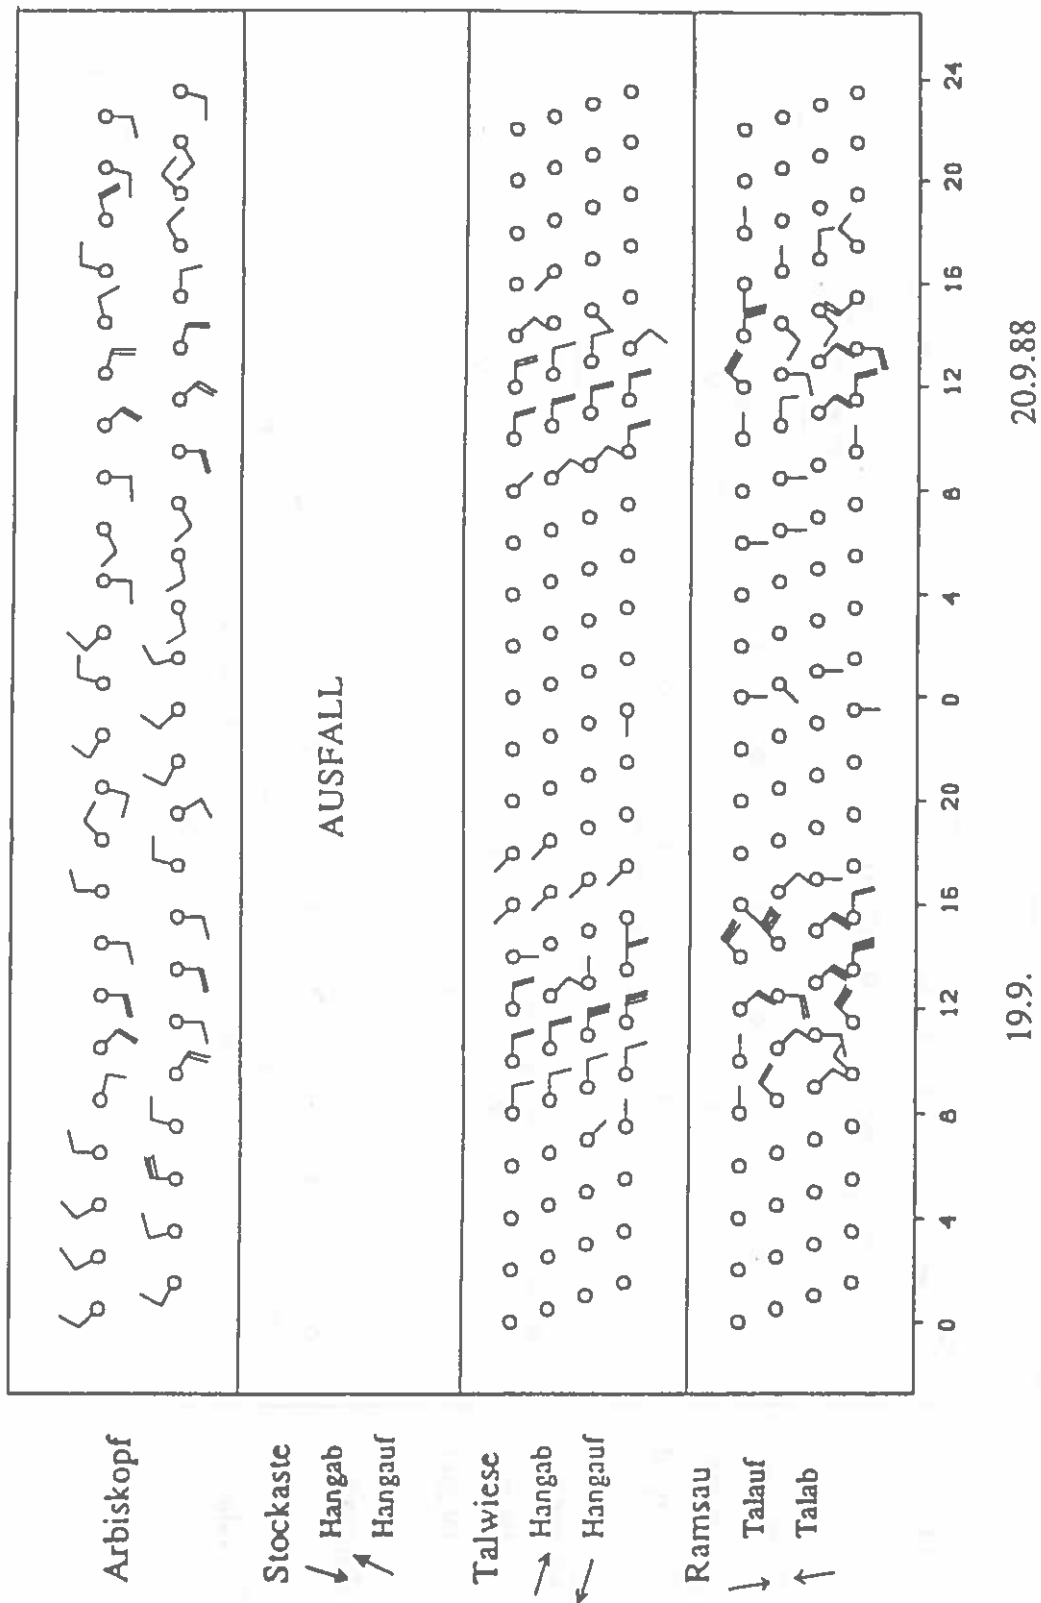 Arbiskopf
Stockaste
Hangab
Hangauf
Talwiese
Hangab
Hangauf
Ramsau
Talauf
Talab
AUSFALL
0 4 8 12 16 20 0 4 8 12 16 20 24
19.9. 20.9.88